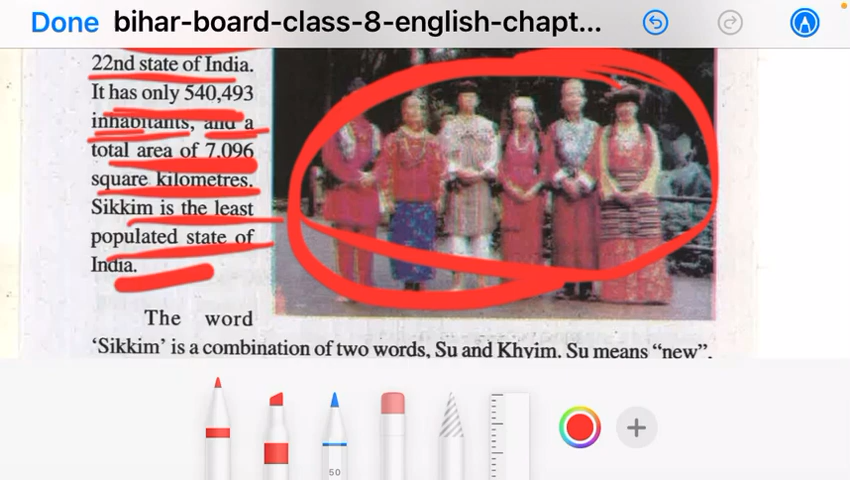 Done bihar-board-class-8-english-chapt...
22nd state of India.
It has only 540,493
inhabitants, and a
total area of 7,096
square kilometres.
Sikkim is the least
populated state of
India.
The word
‘Sikkim’ is a combination of two words, Su and Khyim. Su means “new”.
50